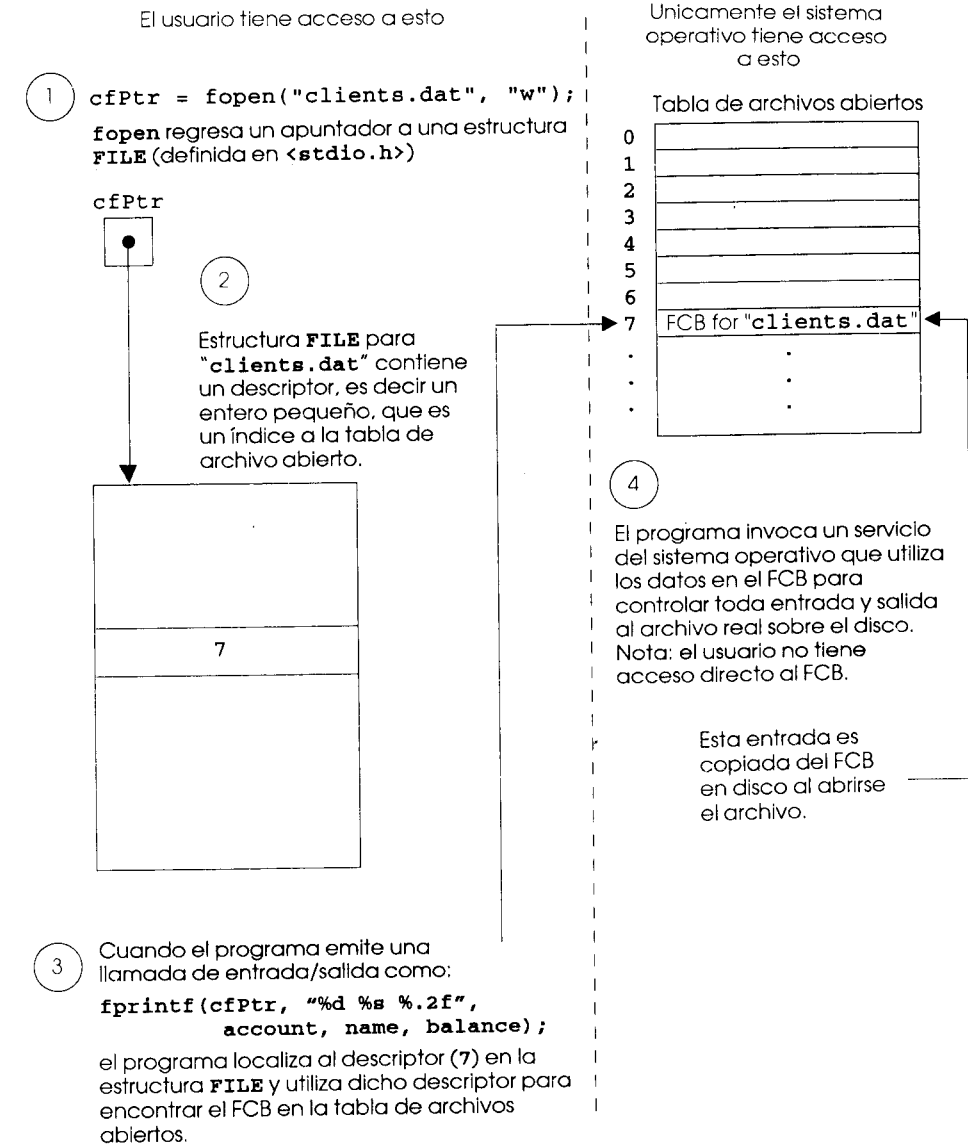 El usuario tiene acceso a esto
Unicamente el sistema
operativo tiene acceso
a esto
1
cfPtr = fopen("clients.dat", "w");
fopen regresa un apuntador a una estructura
FILE (definida en <stdio.h>)
cfPtr
2
Estructura FILE para
"clients.dat" contiene
un descriptor, es decir un
entero pequeño, que es
un índice a la tabla de
archivo abierto.
7
3
Cuando el programa emite una
llamada de entrada/salida como:
fprintf(cfPtr, "%d %s %.2f",
account, name, balance);
el programa localiza al descriptor (7) en la
estructura FILE y utiliza dicho descriptor para
encontrar el FCB en la tabla de archivos
abiertos.
Tabla de archivos abiertos
0
1
2
3
4
5
6
7 FCB for "clients.dat"
. .
. .
. .
4
El programa invoca un servicio
del sistema operativo que utiliza
los datos en el FCB para
controlar toda entrada y salida
al archivo real sobre el disco.
Nota: el usuario no tiene
acceso directo al FCB.
Esta entrada es
copiada del FCB
en disco al abrirse
el archivo.